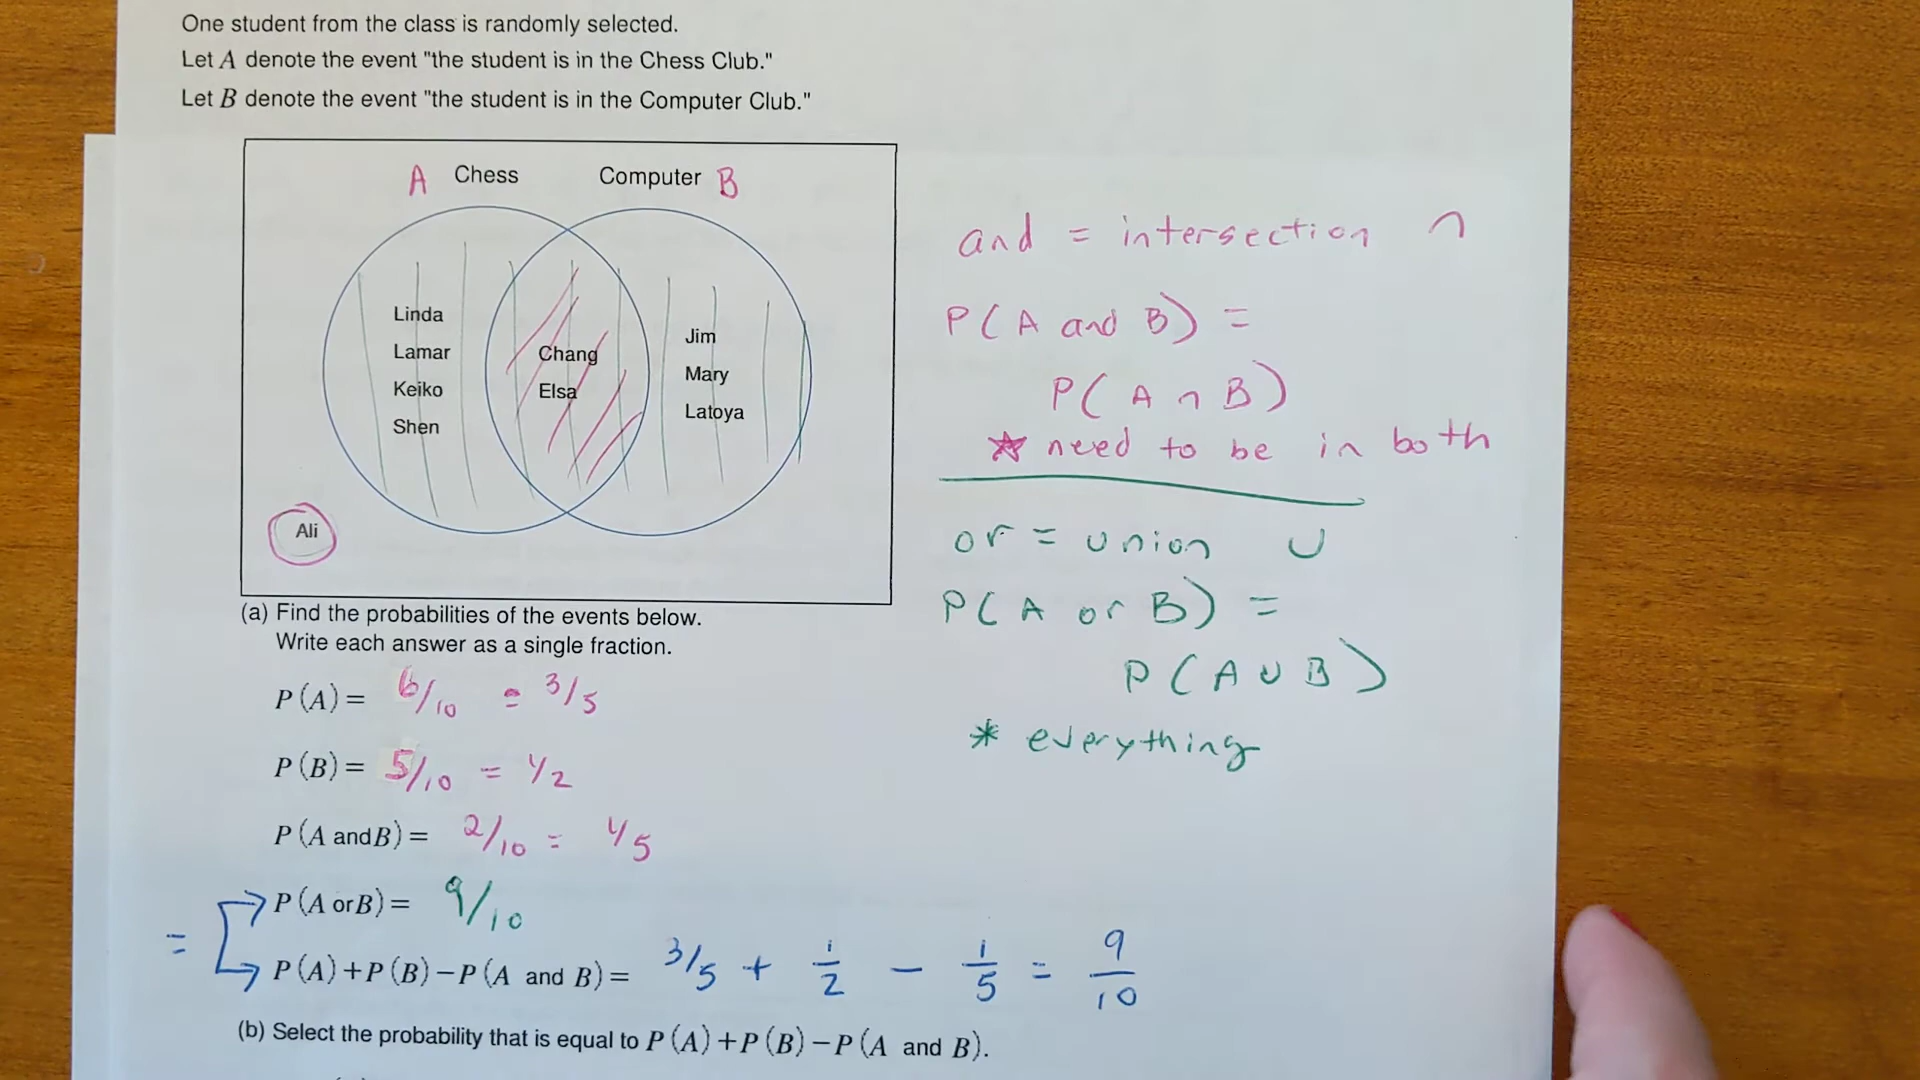 One student from the class is randomly selected.
Let A denote the event "the student is in the Chess Club."
Let B denote the event "the student is in the Computer Club."
A Chess Computer B
Linda
Lamar
Keiko
Shen
Chang
Elsa
Jim
Mary
Latoya
Ali
and = intersection ∩
P(A and B) =
P(A ∩ B)
* need to be in both
or = union ∪
P(A or B) =
P(A ∪ B)
* everything
(a) Find the probabilities of the events below.
Write each answer as a single fraction.
P(A) = 6/10 = 3/5
P(B) = 5/10 = 1/2
P(A and B) = 2/10 = 1/5
P(A or B) = 9/10
=
P(A)+P(B)−P(A and B) = 3/5 + 1/2 − 1/5 = 9/10
(b) Select the probability that is equal to P(A)+P(B)−P(A and B).